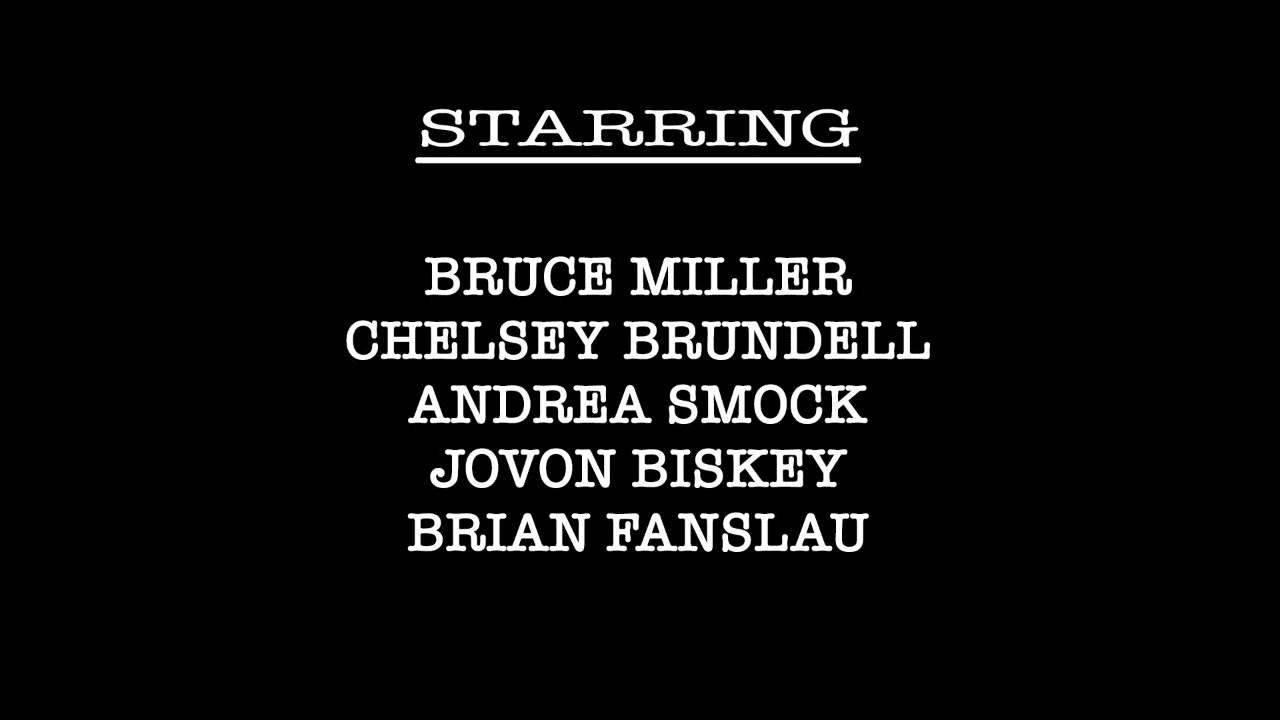 STARRING
BRUCE MILLER
CHELSEY BRUNDELL
ANDREA SMOCK
JOVON BISKEY
BRIAN FANSLAU